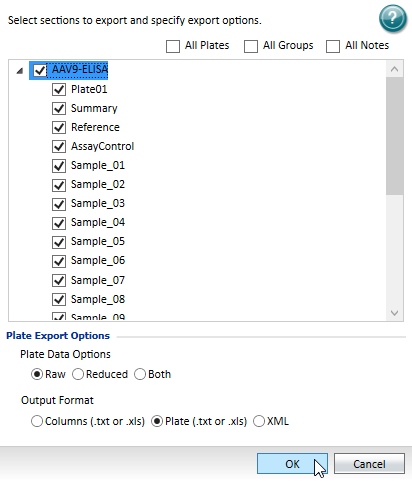 Select sections to export and specify export options.
?
All Plates All Groups All Notes
AAV9-ELISA
Plate01
Summary
Reference
AssayControl
Sample_01
Sample_02
Sample_03
Sample_04
Sample_05
Sample_06
Sample_07
Sample_08
Sample_09
Plate Export Options
Plate Data Options
Raw Reduced Both
Output Format
Columns (.txt or .xls) Plate (.txt or .xls) XML
OK Cancel